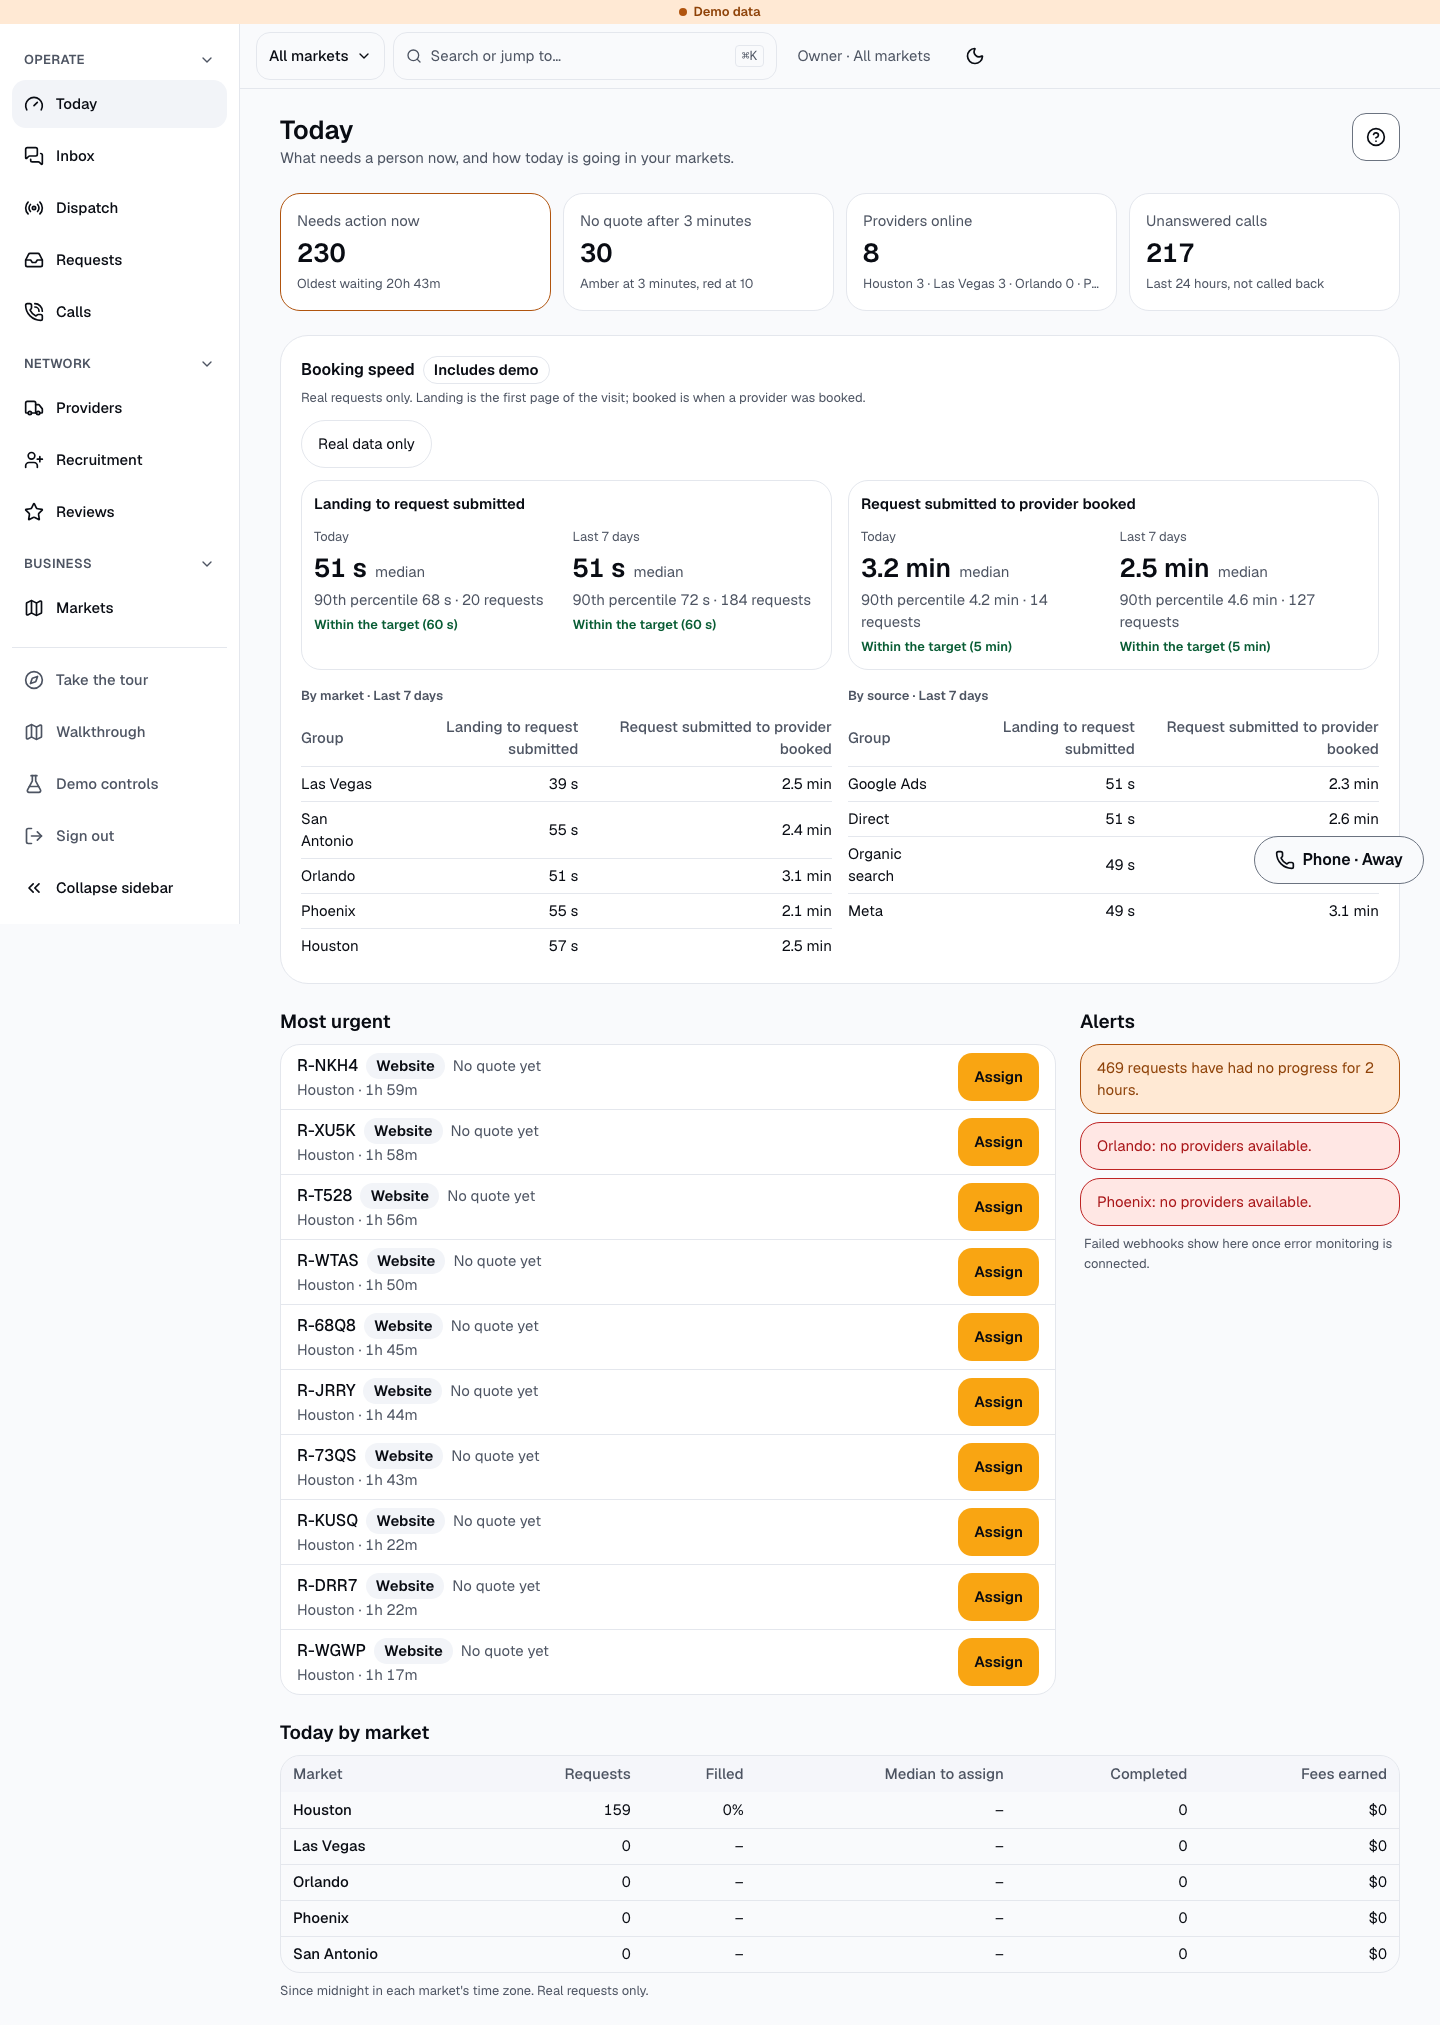 Demo data
OPERATE
Today
Inbox
Dispatch
Requests
Calls
NETWORK
Providers
Recruitment
Reviews
BUSINESS
Markets
Take the tour
Walkthrough
Demo controls
Sign out
Collapse sidebar
All markets
Search or jump to...
⌘K
Owner · All markets
Today
What needs a person now, and how today is going in your markets.
Needs action now
230
Oldest waiting 20h 43m
No quote after 3 minutes
30
Amber at 3 minutes, red at 10
Providers online
8
Houston 3 · Las Vegas 3 · Orlando 0 · P...
Unanswered calls
217
Last 24 hours, not called back
Booking speed
Includes demo
Real requests only. Landing is the first page of the visit; booked is when a provider was booked.
Real data only
Landing to request submitted
Today
51 s median
90th percentile 68 s · 20 requests
Within the target (60 s)
Last 7 days
51 s median
90th percentile 72 s · 184 requests
Within the target (60 s)
Request submitted to provider booked
Today
3.2 min median
90th percentile 4.2 min · 14
requests
Within the target (5 min)
Last 7 days
2.5 min median
90th percentile 4.6 min · 127
requests
Within the target (5 min)
By market · Last 7 days
Group Landing to request submitted Request submitted to provider booked
Las Vegas 39 s 2.5 min
San Antonio 55 s 2.4 min
Orlando 51 s 3.1 min
Phoenix 55 s 2.1 min
Houston 57 s 2.5 min
By source · Last 7 days
Group Landing to request submitted Request submitted to provider booked
Google Ads 51 s 2.3 min
Direct 51 s 2.6 min
Organic search 49 s
Meta 49 s 3.1 min
Phone · Away
Most urgent
R-NKH4 Website No quote yet
Houston · 1h 59m
Assign
R-XU5K Website No quote yet
Houston · 1h 58m
Assign
R-T528 Website No quote yet
Houston · 1h 56m
Assign
R-WTAS Website No quote yet
Houston · 1h 50m
Assign
R-68Q8 Website No quote yet
Houston · 1h 45m
Assign
R-JRRY Website No quote yet
Houston · 1h 44m
Assign
R-73QS Website No quote yet
Houston · 1h 43m
Assign
R-KUSQ Website No quote yet
Houston · 1h 22m
Assign
R-DRR7 Website No quote yet
Houston · 1h 22m
Assign
R-WGWP Website No quote yet
Houston · 1h 17m
Assign
Alerts
469 requests have had no progress for 2
hours.
Orlando: no providers available.
Phoenix: no providers available.
Failed webhooks show here once error monitoring is
connected.
Today by market
Market Requests Filled Median to assign Completed Fees earned
Houston 159 0% – 0 $0
Las Vegas 0 – – 0 $0
Orlando 0 – – 0 $0
Phoenix 0 – – 0 $0
San Antonio 0 – – 0 $0
Since midnight in each market's time zone. Real requests only.